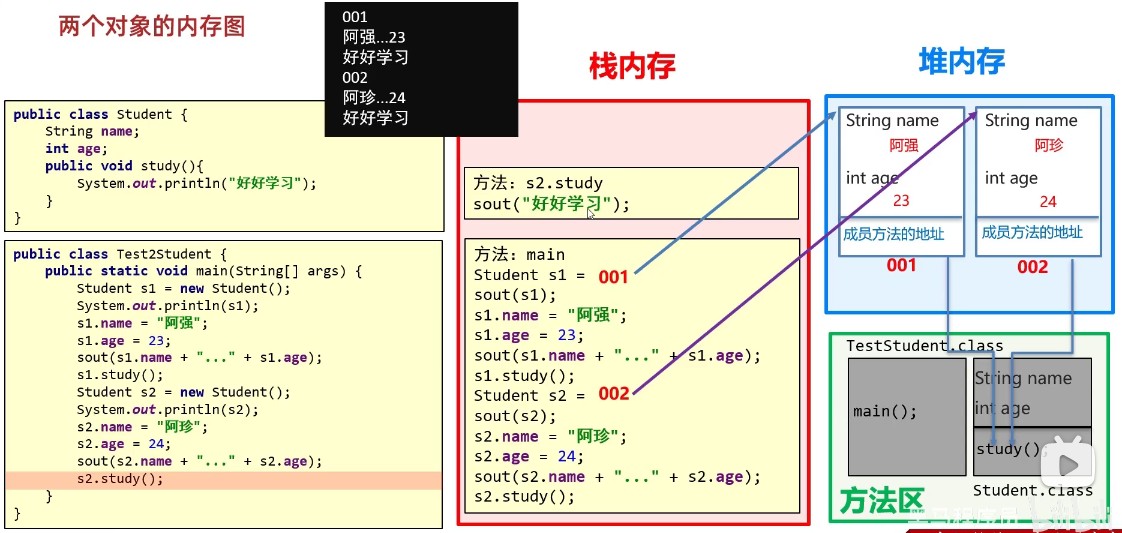 两个对象的内存图
001
阿强...23
好好学习
002
阿珍...24
好好学习
public class Student {
String name;
int age;
public void study(){
System.out.println("好好学习");
}
}
public class Test2Student {
public static void main(String[] args) {
Student s1 = new Student();
System.out.println(s1);
s1.name = "阿强";
s1.age = 23;
sout(s1.name + "..." + s1.age);
s1.study();
Student s2 = new Student();
System.out.println(s2);
s2.name = "阿珍";
s2.age = 24;
sout(s2.name + "..." + s2.age);
s2.study();
}
}
栈内存
方法：s2.study
sout("好好学习");
方法：main
Student s1 = 001
sout(s1);
s1.name = "阿强";
s1.age = 23;
sout(s1.name + "..." + s1.age);
s1.study();
Student s2 = 002
sout(s2);
s2.name = "阿珍";
s2.age = 24;
sout(s2.name + "..." + s2.age);
s2.study();
堆内存
String name
阿强
int age
23
成员方法的地址
001
String name
阿珍
int age
24
成员方法的地址
002
TestStudent.class
main();
String name
int age
study();
Student.class
方法区